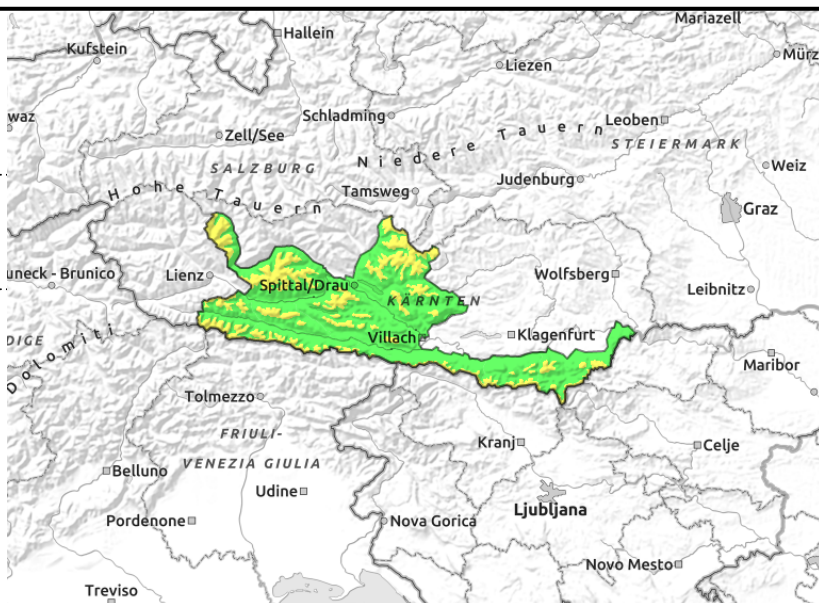 Mariazell
Hallein
Kufstein
Mürz
Liezen
waz
Schladming
Leoben
Zell/See
Niedere Tauern
STEIERMARK
SALZBURG
Weiz
Hohe Tauern
Tamsweg
Judenburg
Graz
uneck - Brunico
Lienz
Wolfsberg
Spittal/Drau
Leibnitz
KÄRNTEN
Villach
Klagenfurt
DIGE
Dolomiti
Maribor
Tolmezzo
FRIULI-
VENEZIA GIULIA
Kranj
Celje
Belluno
Udine
Ljubljana
Pordenone
Nova Gorica
Novo Mesto
Treviso